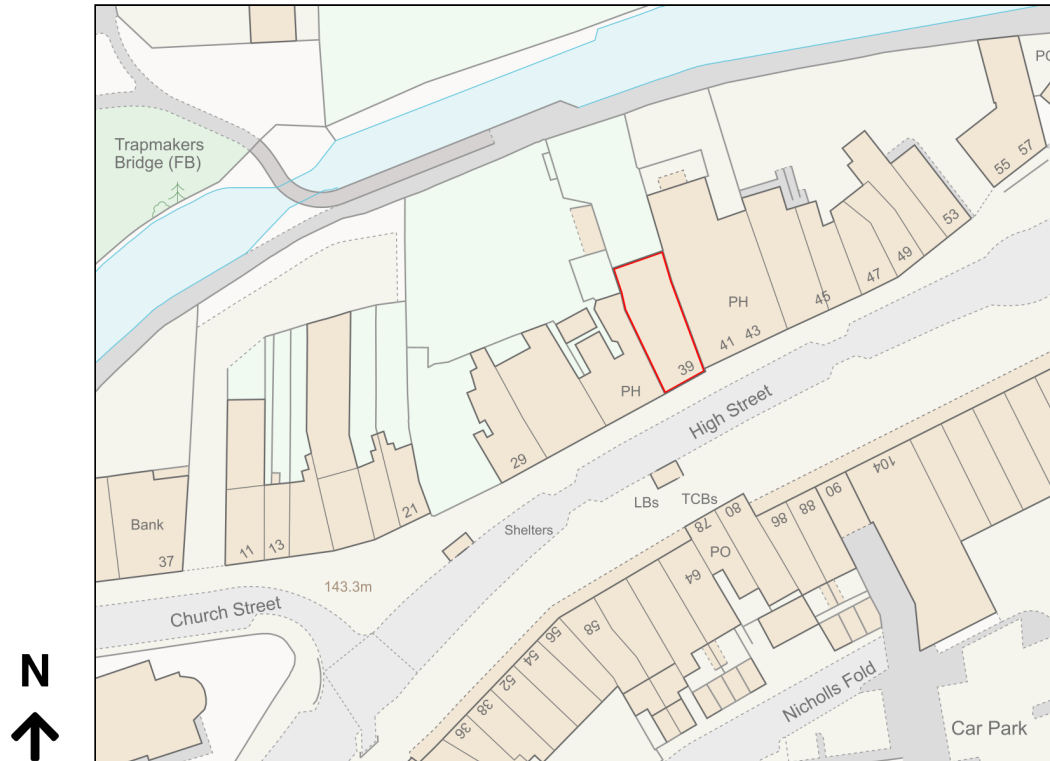 PO
Trapmakers
Bridge (FB)
55
57
53
49
47
45
PH
43
41
39
PH
29
21
13
11
Bank
37
High Street
LBs
TCBs
Shelters
104
90
88
86
80
78
PO
64
143.3m
Church Street
58
56
54
52
38
36
Nicholls Fold
Car Park
N